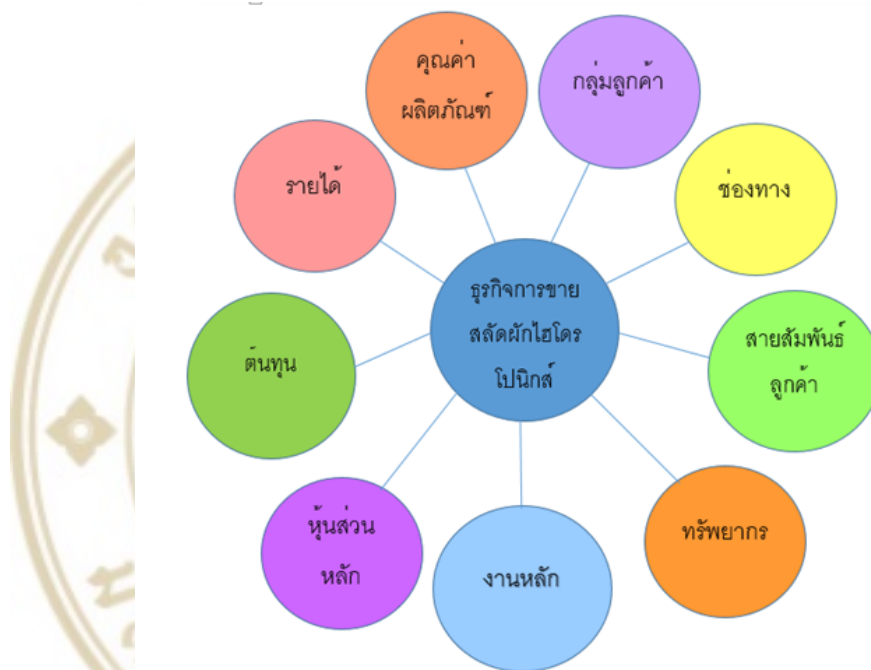 คุณค่า
ผลิตภัณฑ์
กลุ่มลูกค้า
ช่องทาง
สายสัมพันธ์
ลูกค้า
ทรัพยากร
งานหลัก
หุ้นส่วน
หลัก
ต้นทุน
รายได้
ธุรกิจการขาย
สลัดผักไฮโดร
โปนิกส์